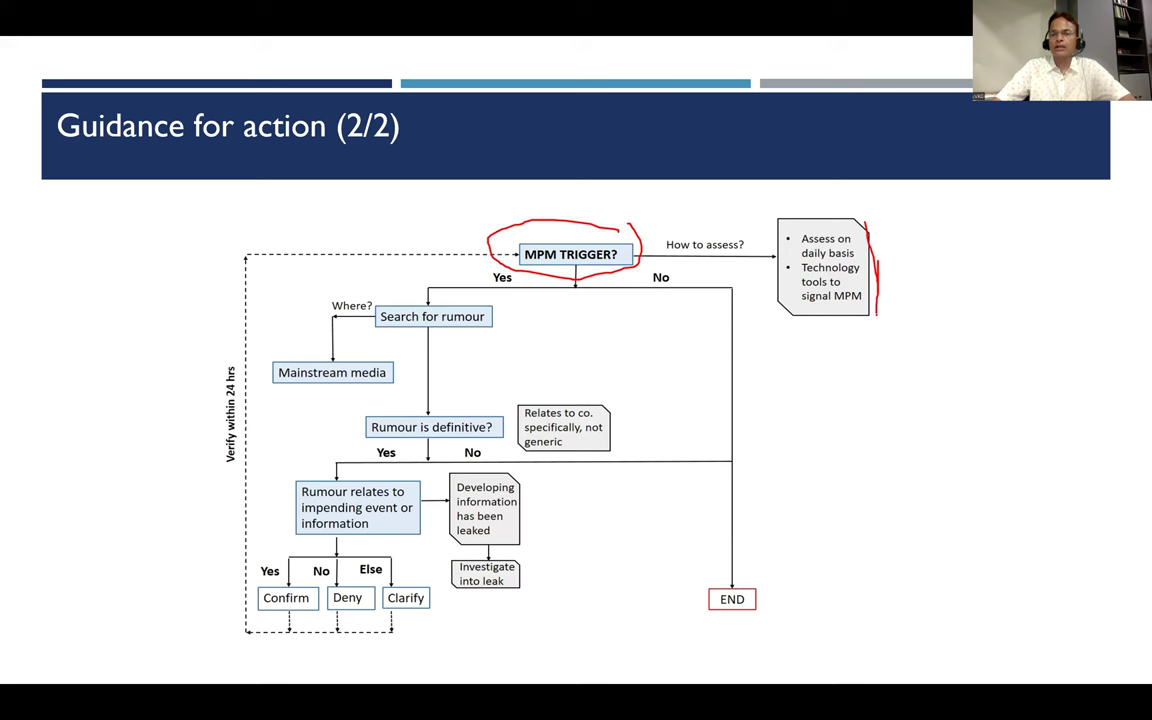 Guidance for action (2/2)
MPM TRIGGER?
How to assess?
• Assess on
daily basis
• Technology
tools to
signal MPM
Yes
No
Where?
Search for rumour
Mainstream media
Verify within 24 hrs
Rumour is definitive?
Relates to co.
specifically, not
generic
Yes
No
Rumour relates to
impending event or
information
Developing
information
has been
leaked
Investigate
into leak
Yes
No
Else
Confirm
Deny
Clarify
END